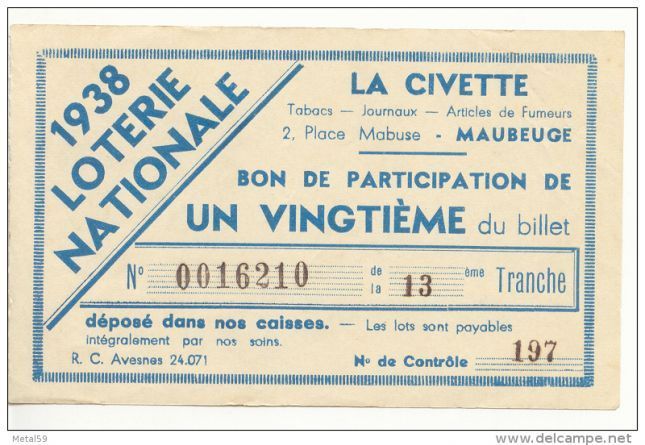 1938
LOTERIE
NATIONALE
LA CIVETTE
Tabacs — Journaux — Articles de Fumeurs
2, Place Mabuse - MAUBEUGE
BON DE PARTICIPATION DE
UN VINGTIÈME du billet
N° 0016210 de la 13 ème Tranche
déposé dans nos caisses. — Les lots sont payables
intégralement par nos soins.
R. C. Avesnes 24.071
N° de Contrôle 197
Metal59
www.delcampe.net